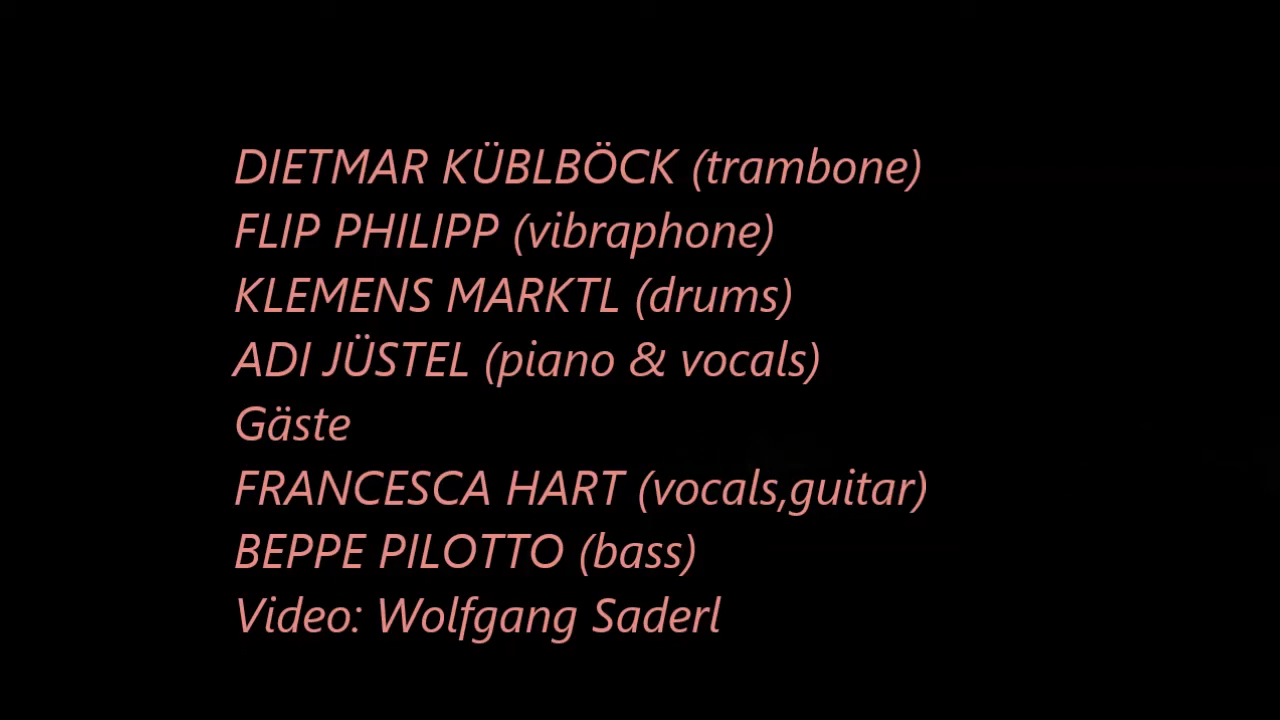 DIETMAR KÜBLBÖCK (trambone)
FLIP PHILIPP (vibraphone)
KLEMENS MARKTL (drums)
ADI JÜSTEL (piano & vocals)
Gäste
FRANCESCA HART (vocals,guitar)
BEPPE PILOTTO (bass)
Video: Wolfgang Saderl